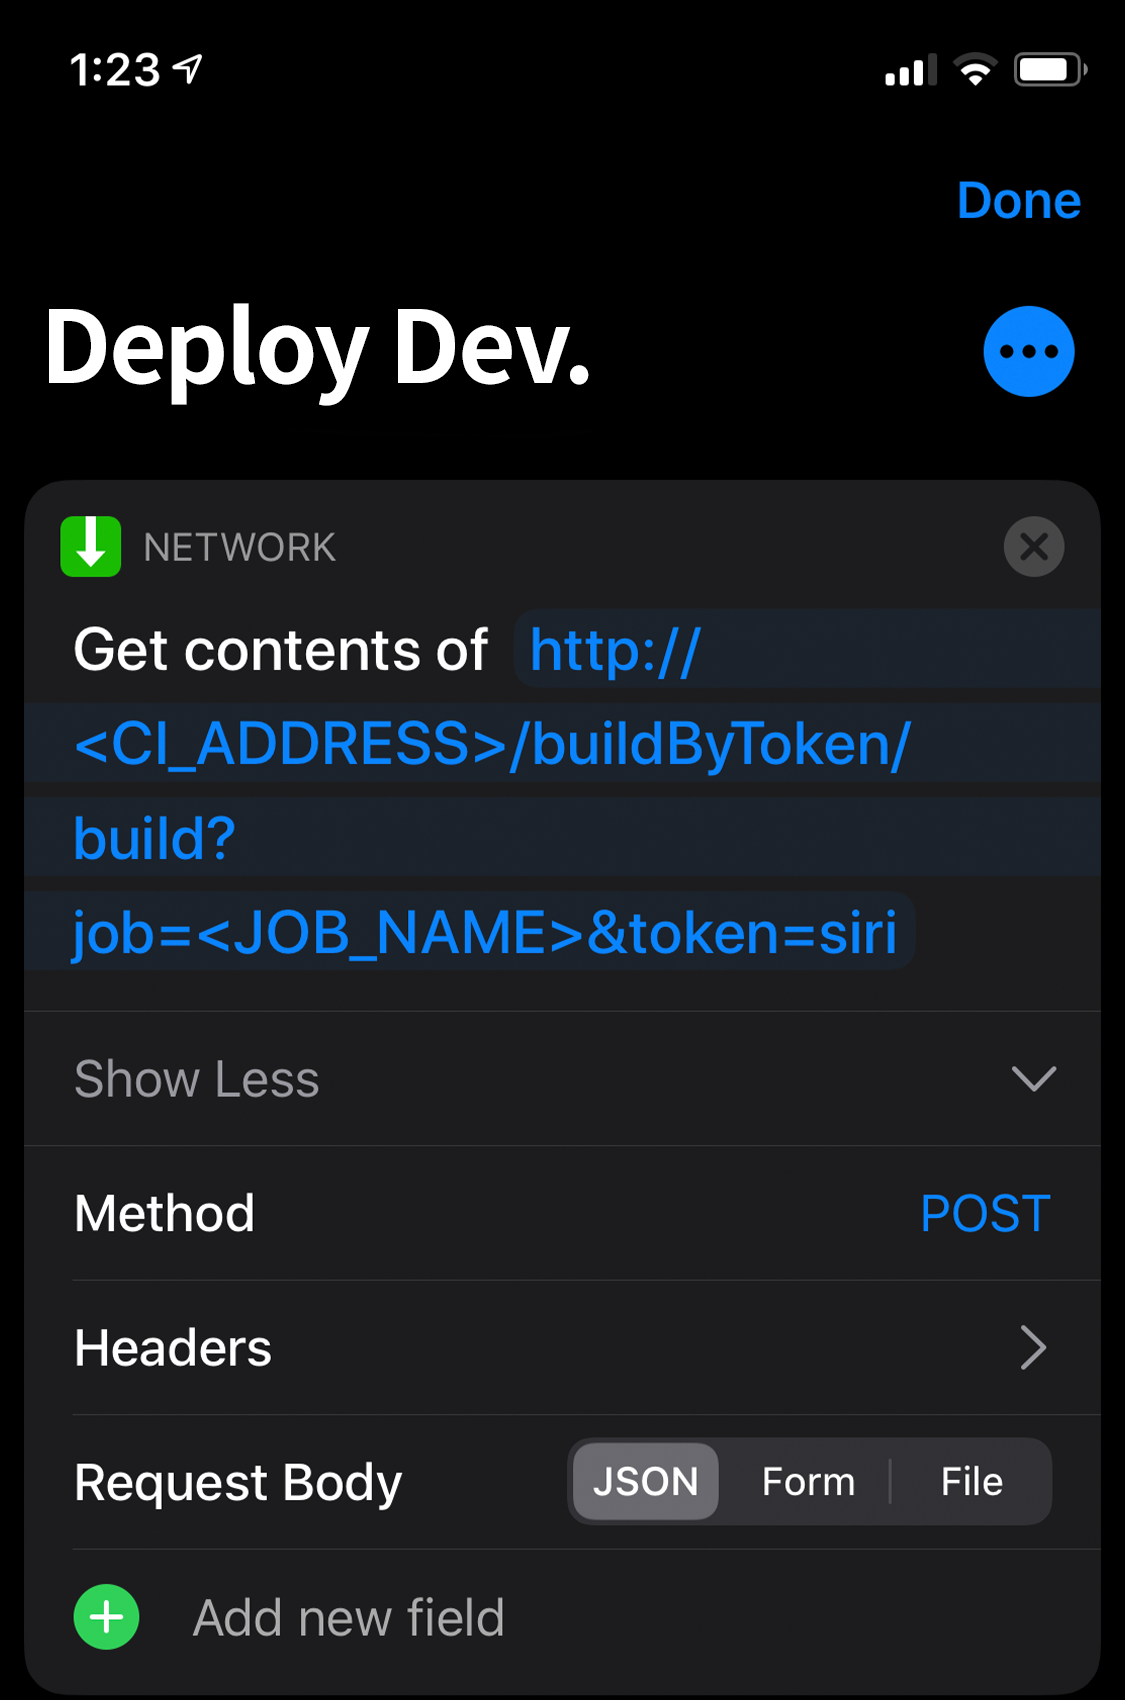 1:23
Done
Deploy Dev.
NETWORK
Get contents of http://
<CI_ADDRESS>/buildByToken/
build?
job=<JOB_NAME>&token=siri
Show Less
Method POST
Headers
Request Body JSON Form File
Add new field